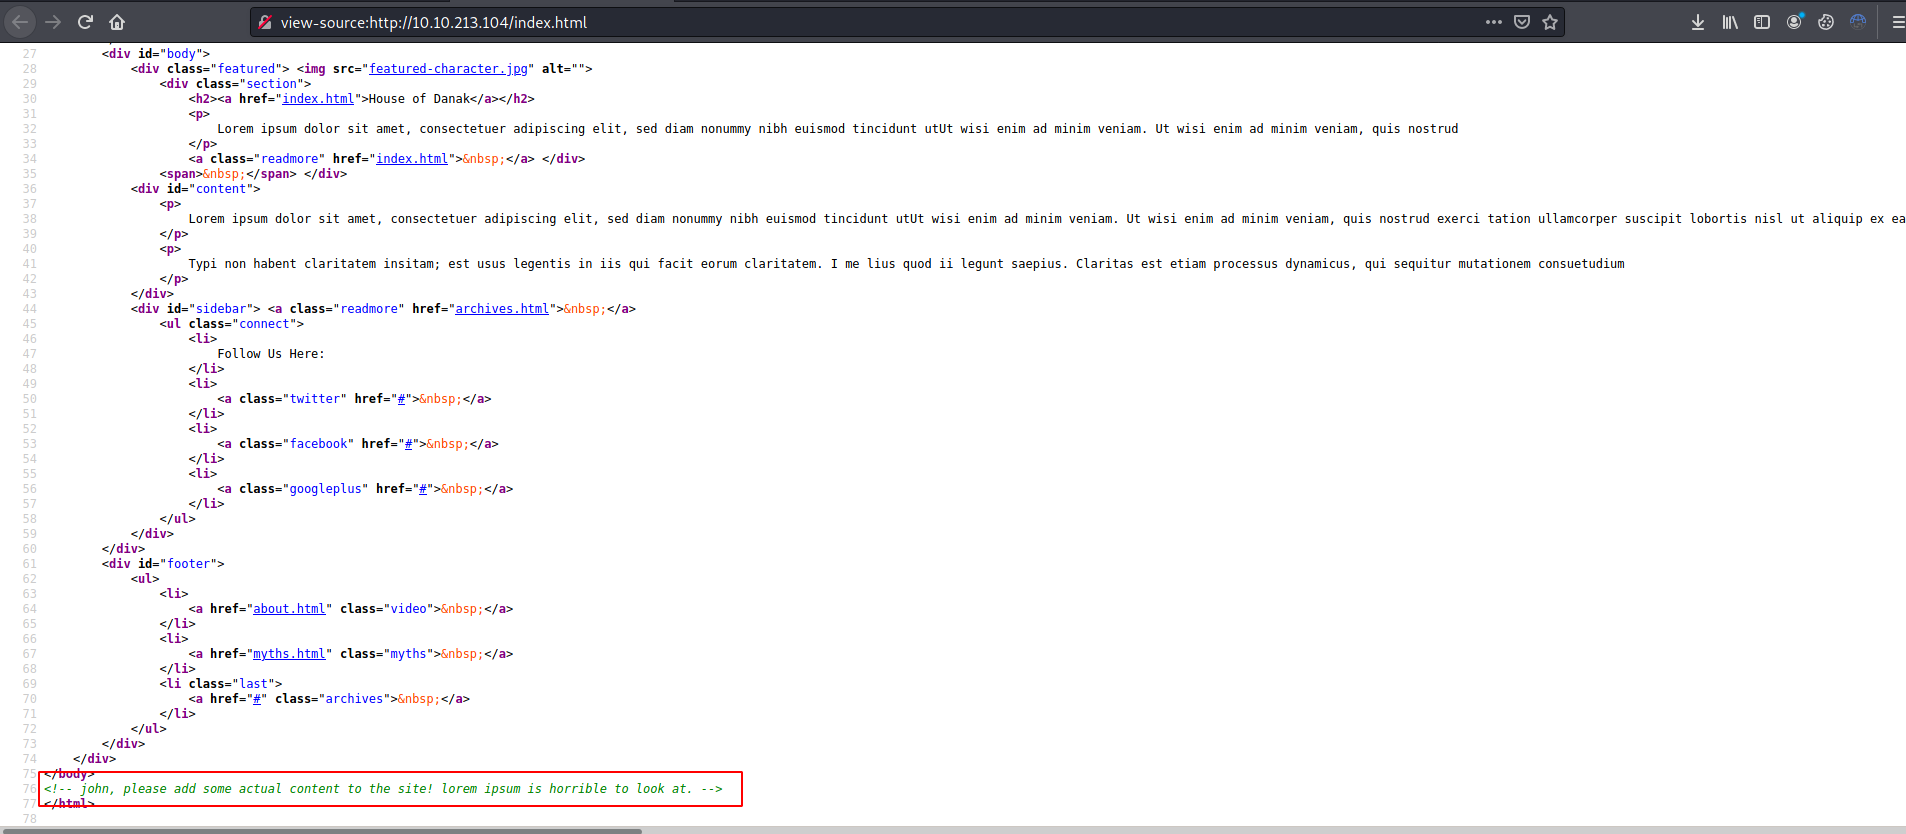 view-source:http://10.10.213.104/index.html
27 <div id="body">
28 <div class="featured"> <img src="featured-character.jpg" alt="">
29 <div class="section">
30 <h2><a href="index.html">House of Danak</a></h2>
31 <p>
32 Lorem ipsum dolor sit amet, consectetuer adipiscing elit, sed diam nonummy nibh euismod tincidunt utUt wisi enim ad minim veniam. Ut wisi enim ad minim veniam, quis nostrud
33 </p>
34 <a class="readmore" href="index.html">&nbsp;</a> </div>
35 <span>&nbsp;</span> </div>
36 <div id="content">
37 <p>
38 Lorem ipsum dolor sit amet, consectetuer adipiscing elit, sed diam nonummy nibh euismod tincidunt utUt wisi enim ad minim veniam. Ut wisi enim ad minim veniam, quis nostrud exerci tation ullamcorper suscipit lobortis nisl ut aliquip ex ea
39 </p>
40 <p>
41 Typi non habent claritatem insitam; est usus legentis in iis qui facit eorum claritatem. I me lius quod ii legunt saepius. Claritas est etiam processus dynamicus, qui sequitur mutationem consuetudium
42 </p>
43 </div>
44 <div id="sidebar"> <a class="readmore" href="archives.html">&nbsp;</a>
45 <ul class="connect">
46 <li>
47 Follow Us Here:
48 </li>
49 <li>
50 <a class="twitter" href="#">&nbsp;</a>
51 </li>
52 <li>
53 <a class="facebook" href="#">&nbsp;</a>
54 </li>
55 <li>
56 <a class="googleplus" href="#">&nbsp;</a>
57 </li>
58 </ul>
59 </div>
60 </div>
61 <div id="footer">
62 <ul>
63 <li>
64 <a href="about.html" class="video">&nbsp;</a>
65 </li>
66 <li>
67 <a href="myths.html" class="myths">&nbsp;</a>
68 </li>
69 <li class="last">
70 <a href="#" class="archives">&nbsp;</a>
71 </li>
72 </ul>
73 </div>
74 </div>
75 </body>
76 <!-- john, please add some actual content to the site! lorem ipsum is horrible to look at. -->
77 </html>
78